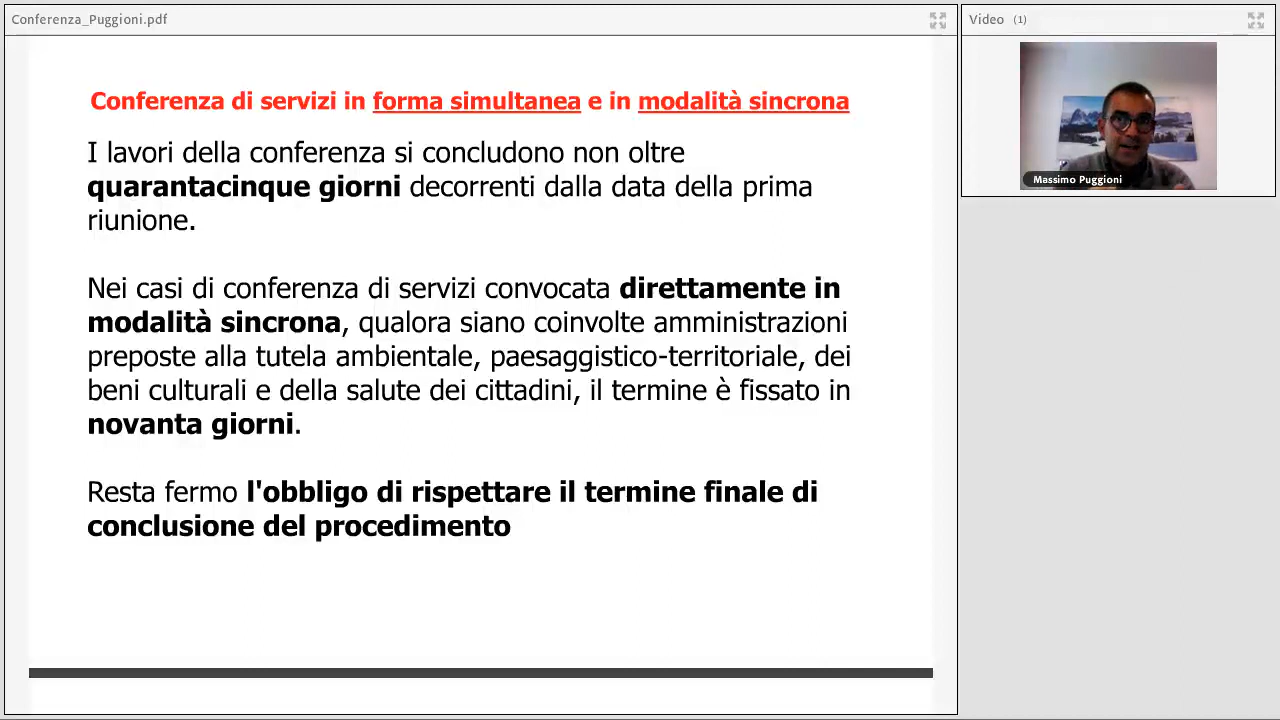 Conferenza_Puggioni.pdf
Video (1)
Conferenza di servizi in forma simultanea e in modalità sincrona
I lavori della conferenza si concludono non oltre
quarantacinque giorni decorrenti dalla data della prima
riunione.
Nei casi di conferenza di servizi convocata direttamente in
modalità sincrona, qualora siano coinvolte amministrazioni
preposte alla tutela ambientale, paesaggistico-territoriale, dei
beni culturali e della salute dei cittadini, il termine è fissato in
novanta giorni.
Resta fermo l'obbligo di rispettare il termine finale di
conclusione del procedimento
Massimo Puggioni